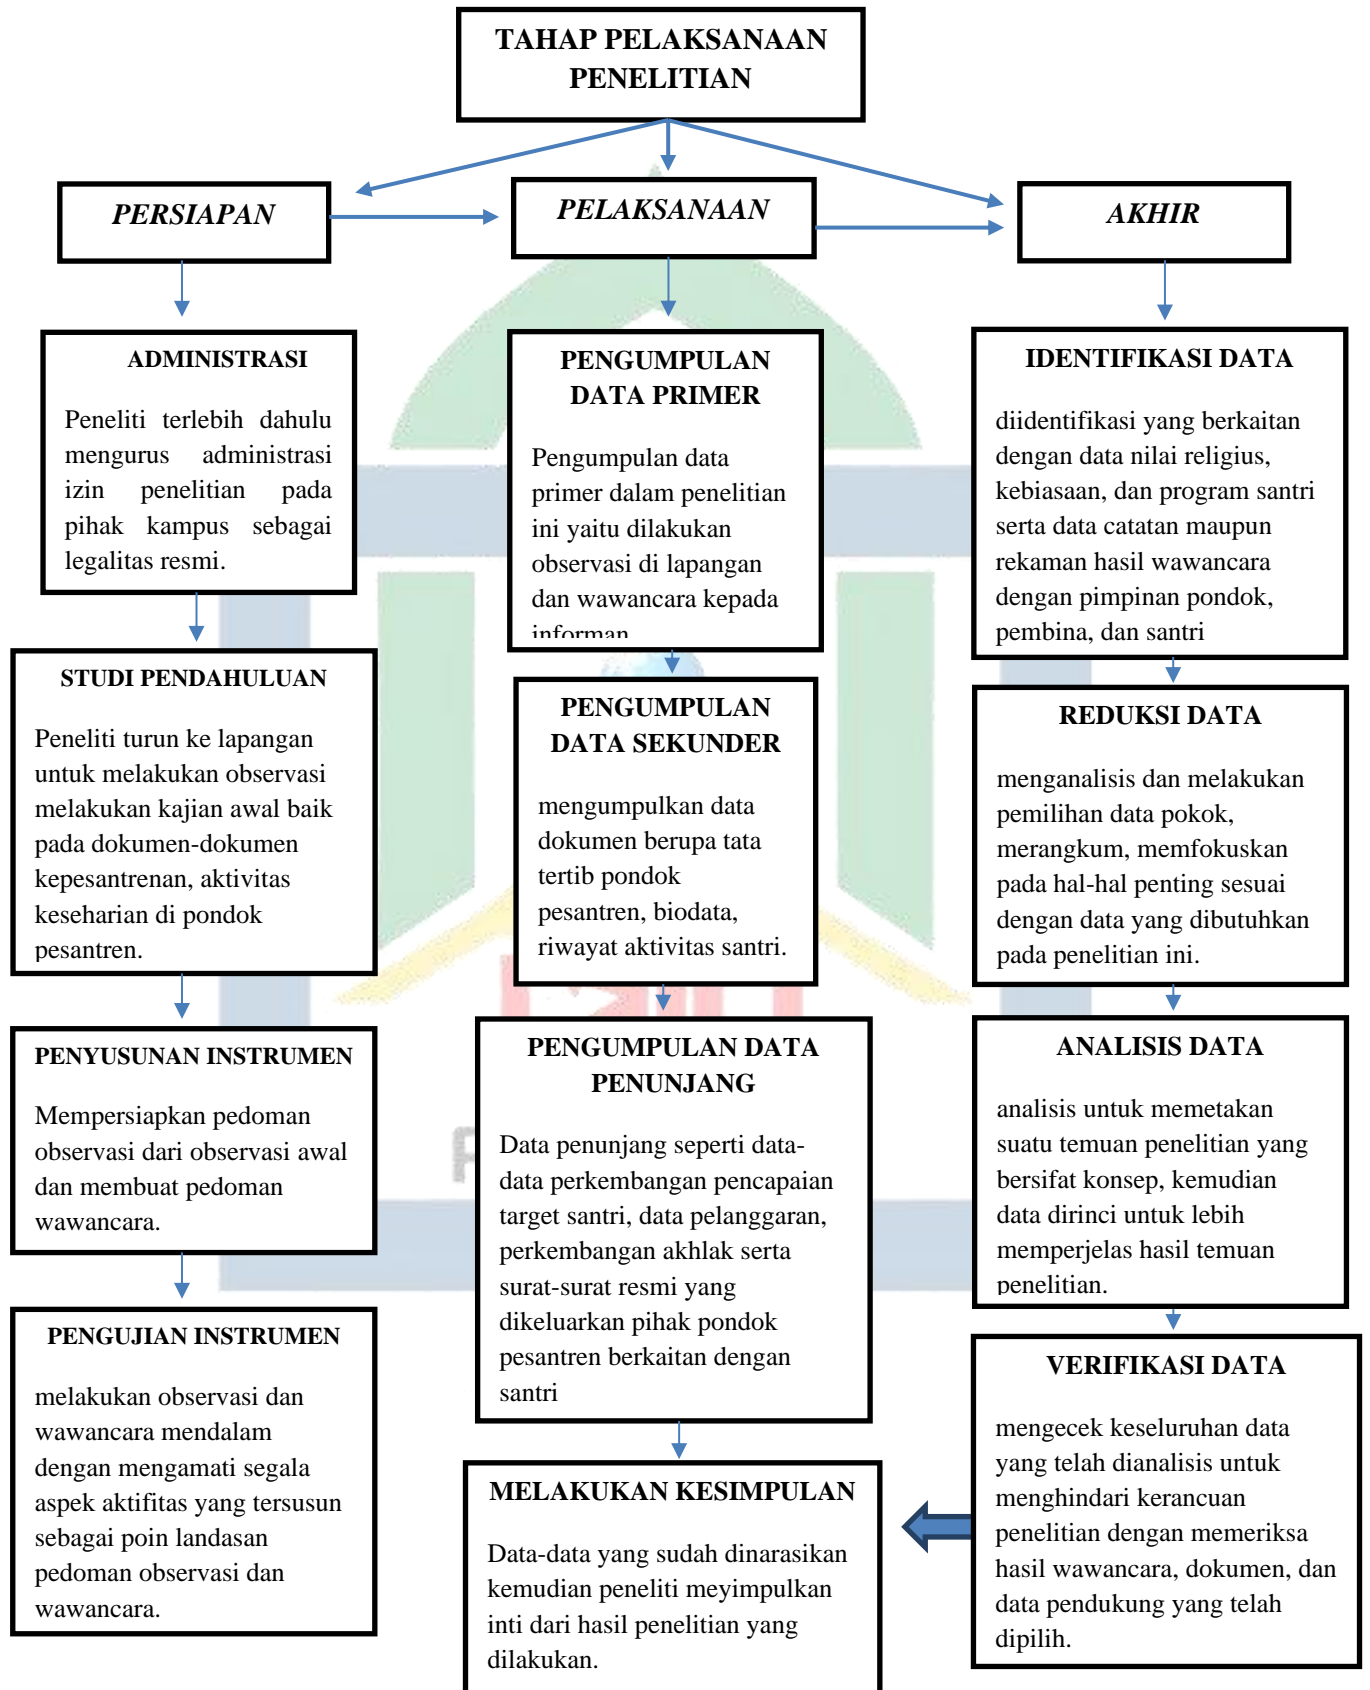 TAHAP PELAKSANAAN
PENELITIAN
PERSIAPAN
PELAKSANAAN
AKHIR
ADMINISTRASI
Peneliti terlebih dahulu
mengurus administrasi
izin penelitian pada
pihak kampus sebagai
legalitas resmi.
STUDI PENDAHULUAN
Peneliti turun ke lapangan
untuk melakukan observasi
melakukan kajian awal baik
pada dokumen-dokumen
kepesantrenan, aktivitas
keseharian di pondok
pesantren.
PENYUSUNAN INSTRUMEN
Mempersiapkan pedoman
observasi dari observasi awal
dan membuat pedoman
wawancara.
PENGUJIAN INSTRUMEN
melakukan observasi dan
wawancara mendalam
dengan mengamati segala
aspek aktifitas yang tersusun
sebagai poin landasan
pedoman observasi dan
wawancara.
PENGUMPULAN
DATA PRIMER
Pengumpulan data
primer dalam penelitian
ini yaitu dilakukan
observasi di lapangan
dan wawancara kepada
informan
PENGUMPULAN
DATA SEKUNDER
mengumpulkan data
dokumen berupa tata
tertib pondok
pesantren, biodata,
riwayat aktivitas santri.
PENGUMPULAN DATA
PENUNJANG
Data penunjang seperti data-
data perkembangan pencapaian
target santri, data pelanggaran,
perkembangan akhlak serta
surat-surat resmi yang
dikeluarkan pihak pondok
pesantren berkaitan dengan
santri
MELAKUKAN KESIMPULAN
Data-data yang sudah dinarasikan
kemudian peneliti meyimpulkan
inti dari hasil penelitian yang
dilakukan.
IDENTIFIKASI DATA
diidentifikasi yang berkaitan
dengan data nilai religius,
kebiasaan, dan program santri
serta data catatan maupun
rekaman hasil wawancara
dengan pimpinan pondok,
pembina, dan santri
REDUKSI DATA
menganalisis dan melakukan
pemilihan data pokok,
merangkum, memfokuskan
pada hal-hal penting sesuai
dengan data yang dibutuhkan
pada penelitian ini.
ANALISIS DATA
analisis untuk memetakan
suatu temuan penelitian yang
bersifat konsep, kemudian
data dirinci untuk lebih
memperjelas hasil temuan
penelitian.
VERIFIKASI DATA
mengecek keseluruhan data
yang telah dianalisis untuk
menghindari kerancuan
penelitian dengan memeriksa
hasil wawancara, dokumen, dan
data pendukung yang telah
dipilih.